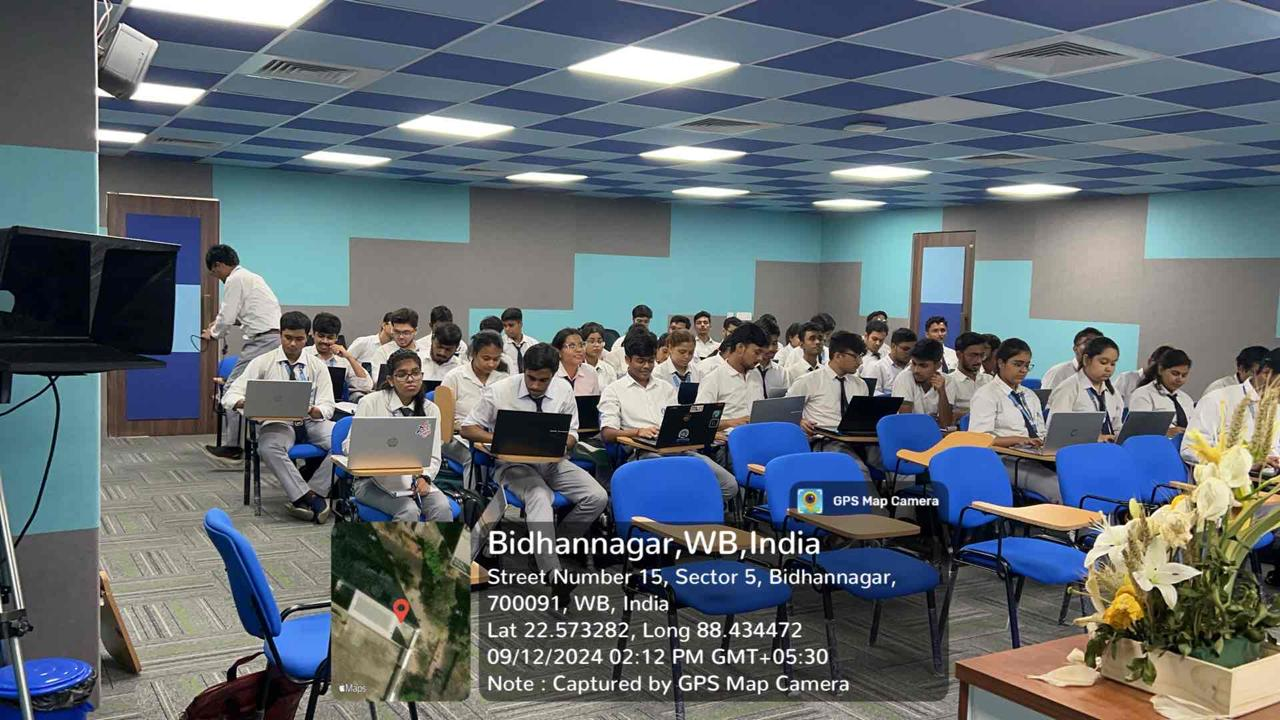 GPS Map Camera
Bidhannagar,WB,India
Street Number 15, Sector 5, Bidhannagar,
700091, WB, India
Lat 22.573282, Long 88.434472
09/12/2024 02:12 PM GMT+05:30
Note : Captured by GPS Map Camera
Maps